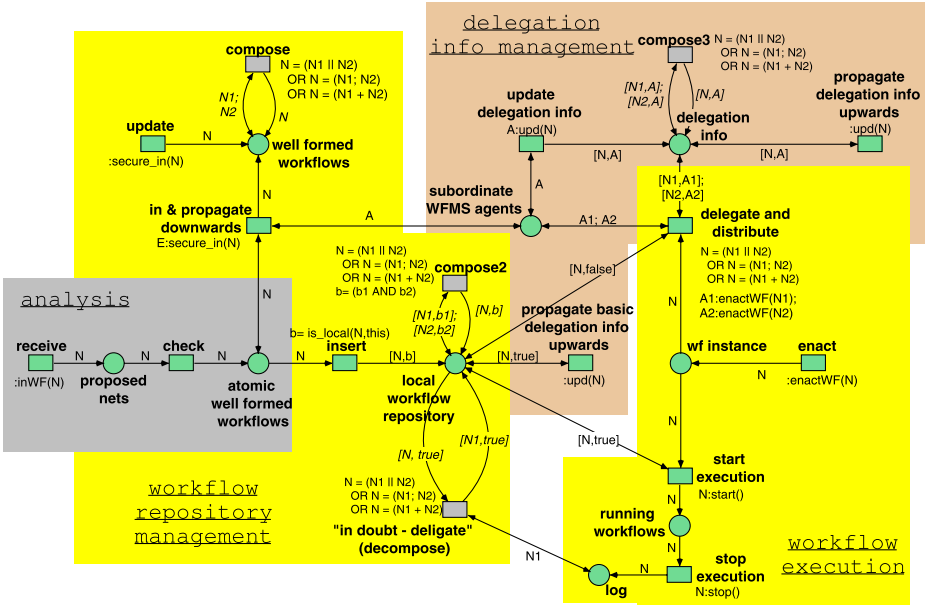 delegation
info management
compose
N = (N1 || N2)
OR N = (N1; N2)
OR N = (N1 + N2)
N1;
N2
N
compose3
N = (N1 || N2)
OR N = (N1; N2)
OR N = (N1 + N2)
[N1,A];
[N2,A]
[N,A]
update
:secure_in(N)
N
well formed
workflows
update
delegation info
A:upd(N)
[N,A]
delegation
info
[N,A]
propagate
delegation info
upwards
:upd(N)
N
A
[N1,A1];
[N2,A2]
in & propagate
downwards
E:secure_in(N)
A
subordinate
WFMS agents
A1; A2
delegate and
distribute
N = (N1 || N2)
OR N = (N1; N2)
OR N = (N1 + N2)
A1:enactWF(N1);
A2:enactWF(N2)
N = (N1 || N2)
OR N = (N1; N2)
OR N = (N1 + N2)
b= (b1 AND b2)
compose2
[N1,b1];
[N2,b2]
[N,b]
[N,false]
N
N
analysis
receive
:inWF(N)
N
proposed
nets
N
check
N
atomic
well formed
workflows
N
b= is_local(N,this)
insert
[N,b]
local
workflow
repository
[N,true]
propagate basic
delegation info
upwards
:upd(N)
wf instance
N
enact
:enactWF(N)
N
[N, true]
[N1,true]
[N,true]
start
execution
N:start()
N
workflow
repository
management
N = (N1 || N2)
OR N = (N1; N2)
OR N = (N1 + N2)
"in doubt - deligate"
(decompose)
N1
running
workflows
N
log
N
stop
execution
N:stop()
workflow
execution